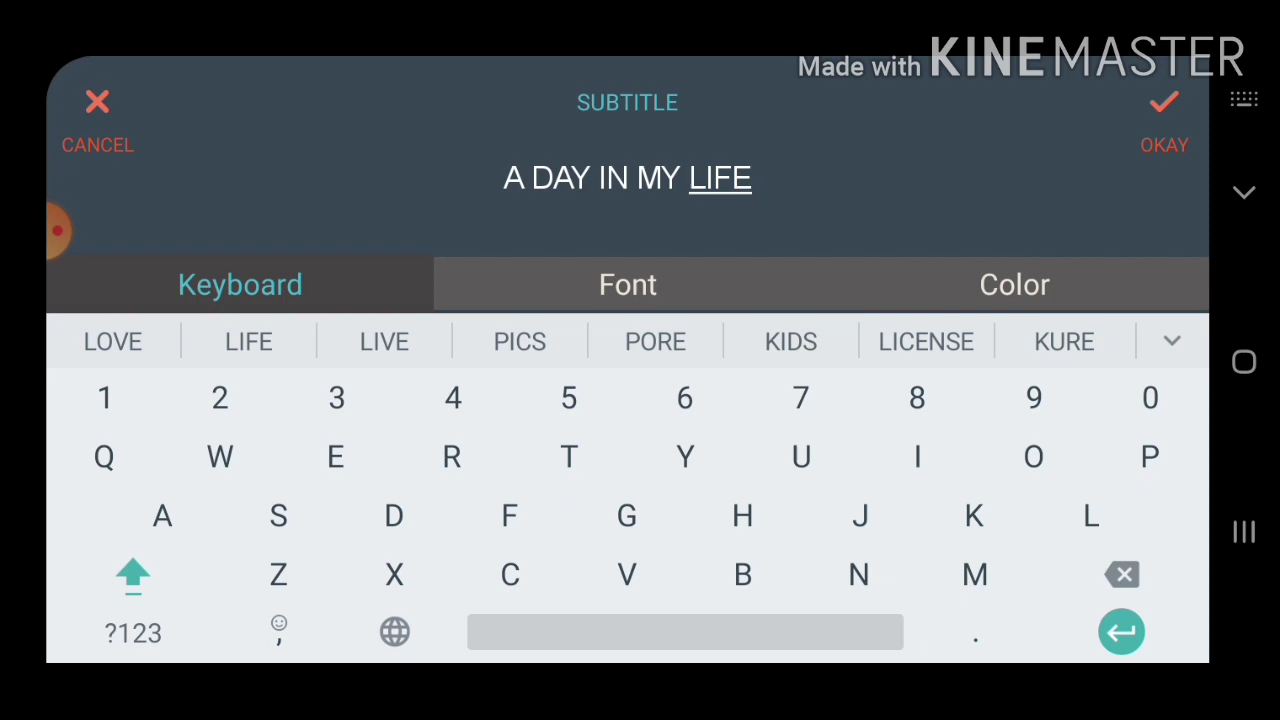 Made with KINEMASTER
SUBTITLE
CANCEL
OKAY
A DAY IN MY LIFE
Keyboard Font Color
LOVE LIFE LIVE PICS PORE KIDS LICENSE KURE
1 2 3 4 5 6 7 8 9 0
Q W E R T Y U I O P
A S D F G H J K L
Z X C V B N M
?123 , .